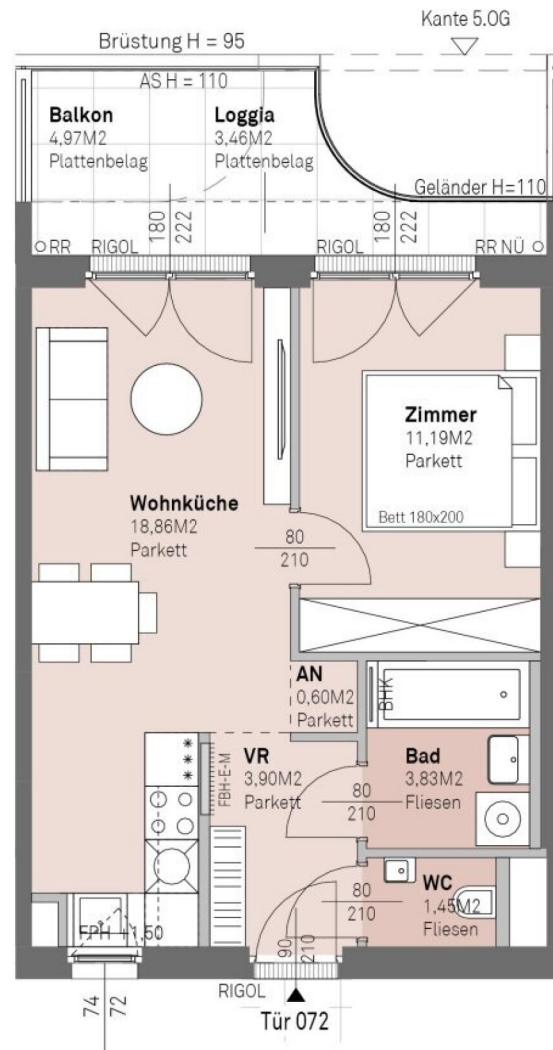 Kante 5.OG
Brüstung H = 95
AS H = 110
Balkon
4,97M2
Plattenbelag
Loggia
3,46M2
Plattenbelag
Geländer H=110
180
222
180
222
RR
RIGOL
RIGOL
RR NÜ
Zimmer
11,19M2
Parkett
Bett 180x200
Wohnküche
18,86M2
Parkett
80
210
AN
0,60M2
Parkett
BHK
VR
3,90M2
Parkett
FBH-E-M
Bad
3,83M2
Fliesen
80
210
WC
1,45M2
Fliesen
80
210
FPH +1,50
90
210
74
72
RIGOL
Tür 072